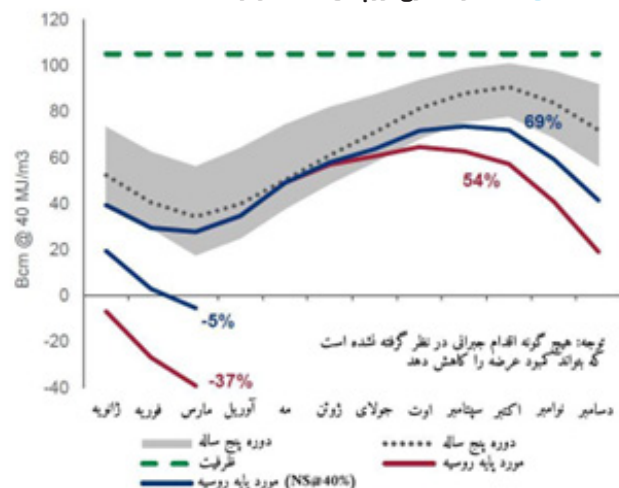 120
100
80
60
40
20
0
-20
-40
Bcm @ 40 MJ/m3
69%
54%
-5%
-37%
توجه: هیچ گونه اقدام جبرانی در نظر گرفته نشده است
که بتواند کمبود عرضه را کاهش دهد
ژانویه فوریه مارس آوریل مه ژوئن جولای اوت سپتامبر اکتبر نوامبر دسامبر
دوره پنج ساله
دوره پنج ساله
ظرفیت
مورد پایه روسیه
مورد پایه روسیه (NS@40%)